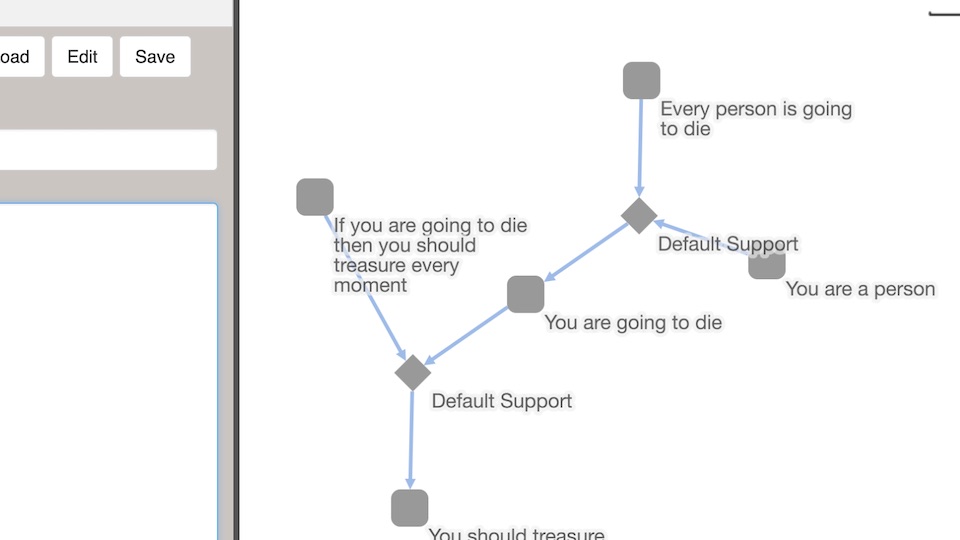 oad
Edit
Save
Every person is going
to die
If you are going to die
then you should
treasure every
moment
Default Support
You are a person
You are going to die
Default Support
You should treasure